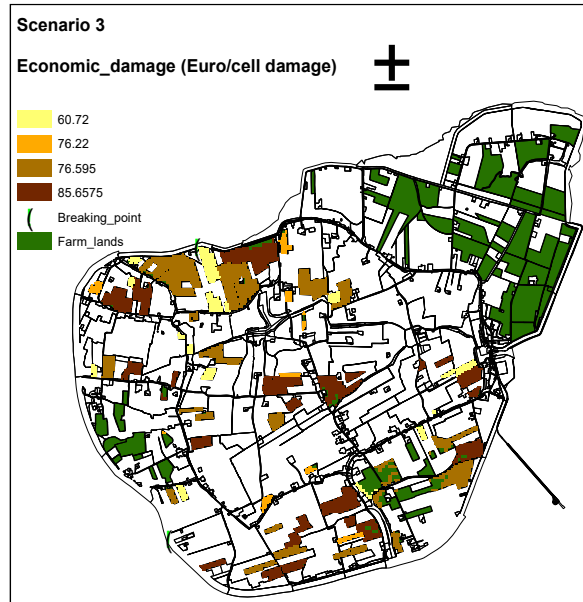 Scenario 3
Economic_damage (Euro/cell damage)
60.72
76.22
76.595
85.6575
Breaking_point
Farm_lands